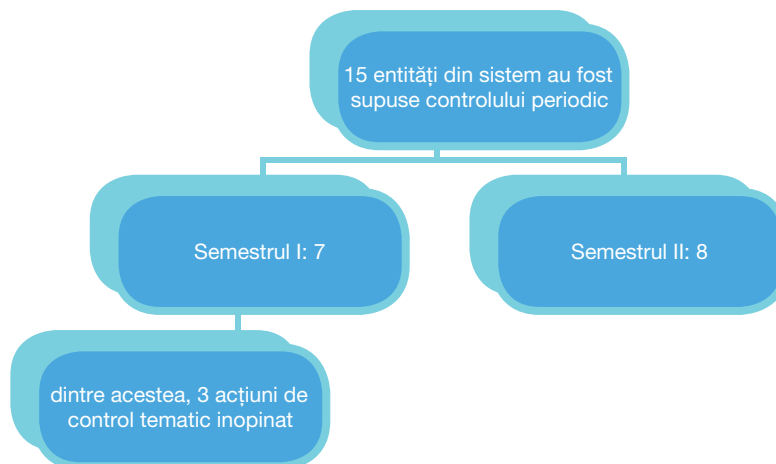 15 entități din sistem au fost
supuse controlului periodic
Semestrul I: 7
Semestrul II: 8
dintre acestea, 3 acțiuni de
control tematic inopinat